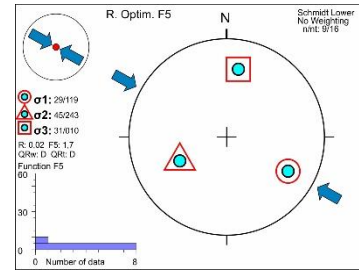 R. Optim. F5
N
Schmidt Lower
No Weighting
n/nt: 9/16
σ1: 29/119
σ2: 45/243
σ3: 31/010
R: 0.02 F5: 1,7
QRw: D QRt: D
Function F5
60
30
0
0 Number of data 8